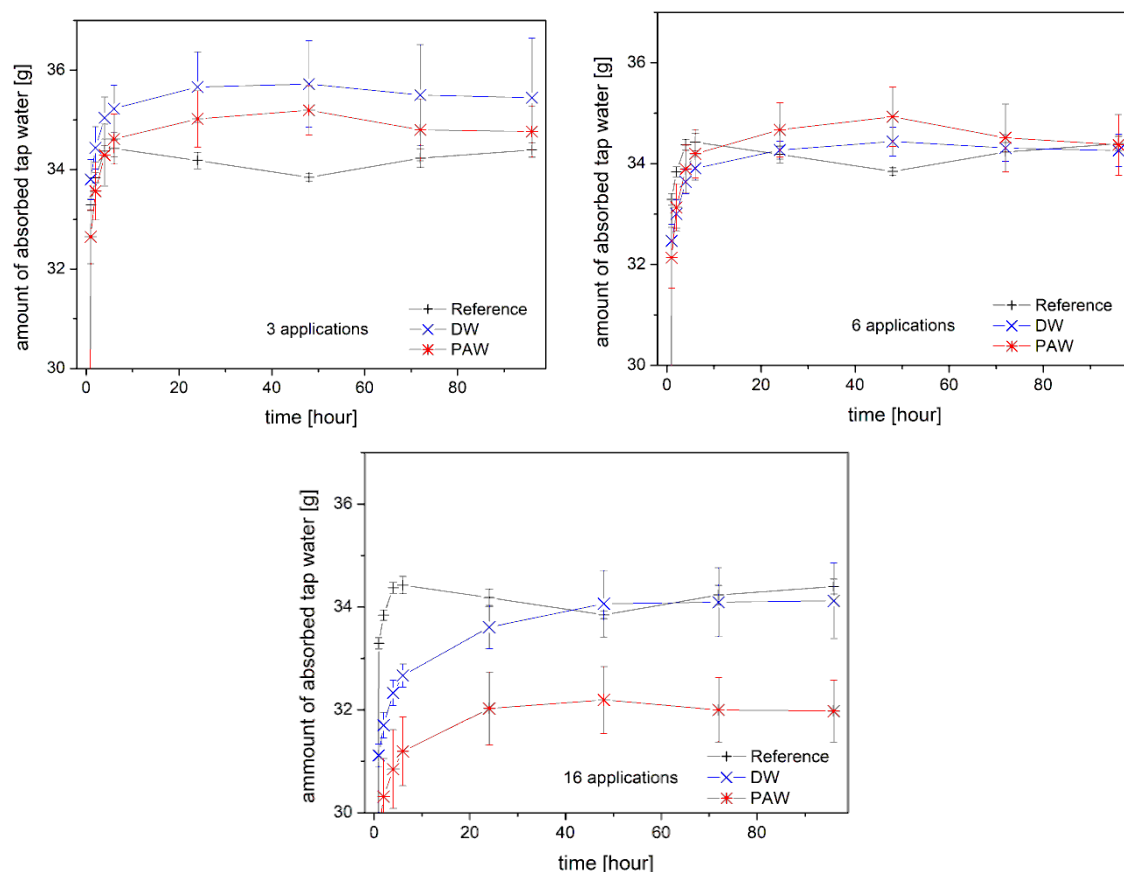 amount of absorbed tap water [g]
36
34
32
30
0
20
40
60
80
time [hour]
3 applications
Reference
DW
PAW
amount of absorbed tap water [g]
36
34
32
30
0
20
40
60
80
time [hour]
6 applications
Reference
DW
PAW
ammount of absorbed tap water [g]
36
34
32
30
0
20
40
60
80
time [hour]
16 applications
Reference
DW
PAW